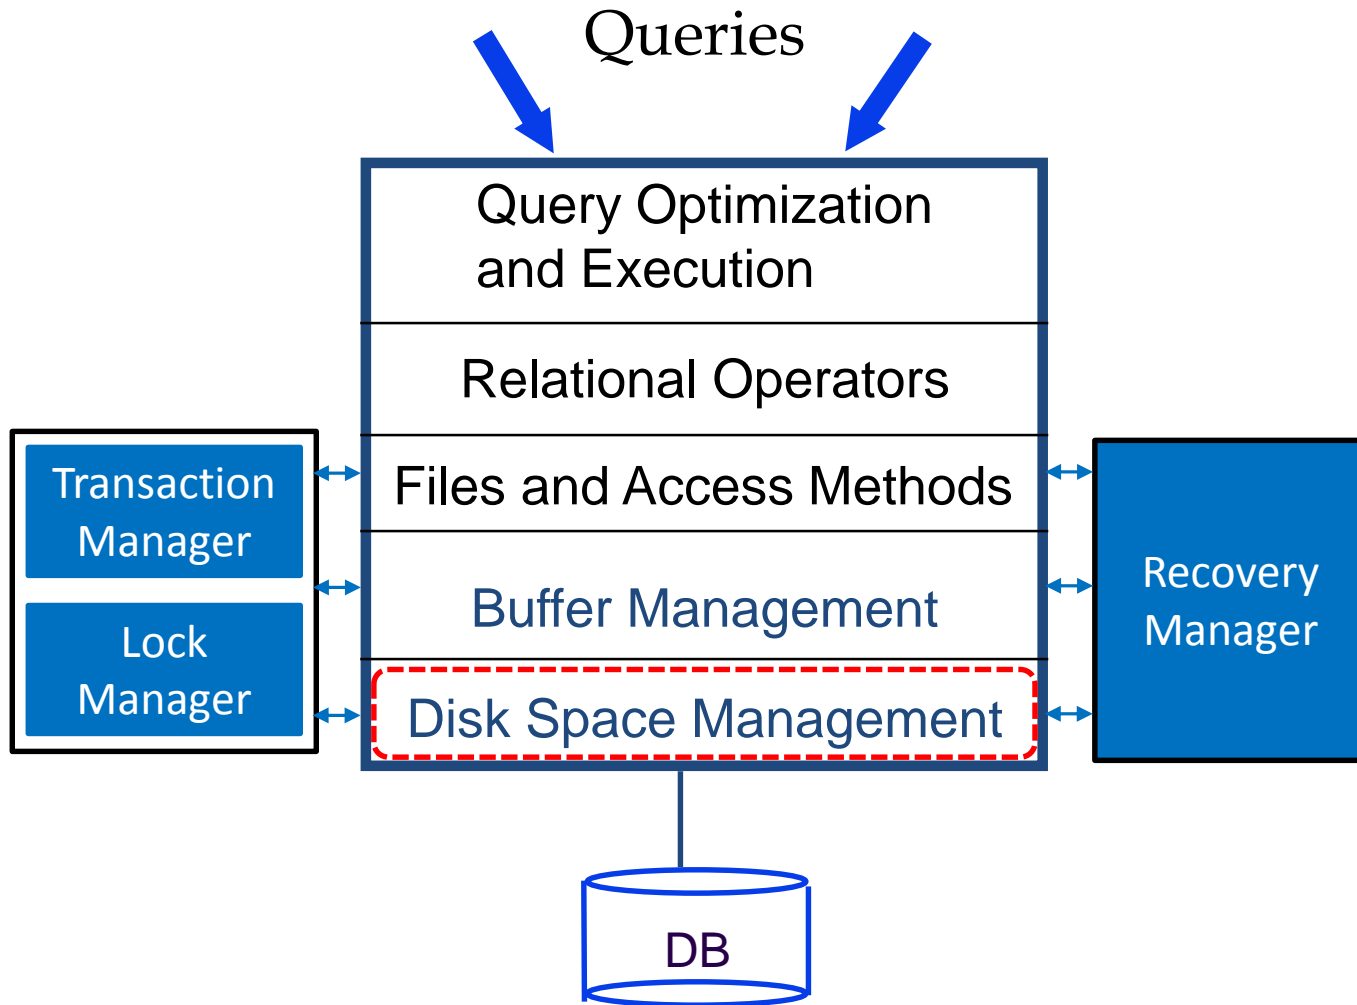 Queries
Query Optimization
and Execution
Relational Operators
Transaction
Manager
Files and Access Methods
Recovery
Manager
Buffer Management
Lock
Manager
Disk Space Management
DB